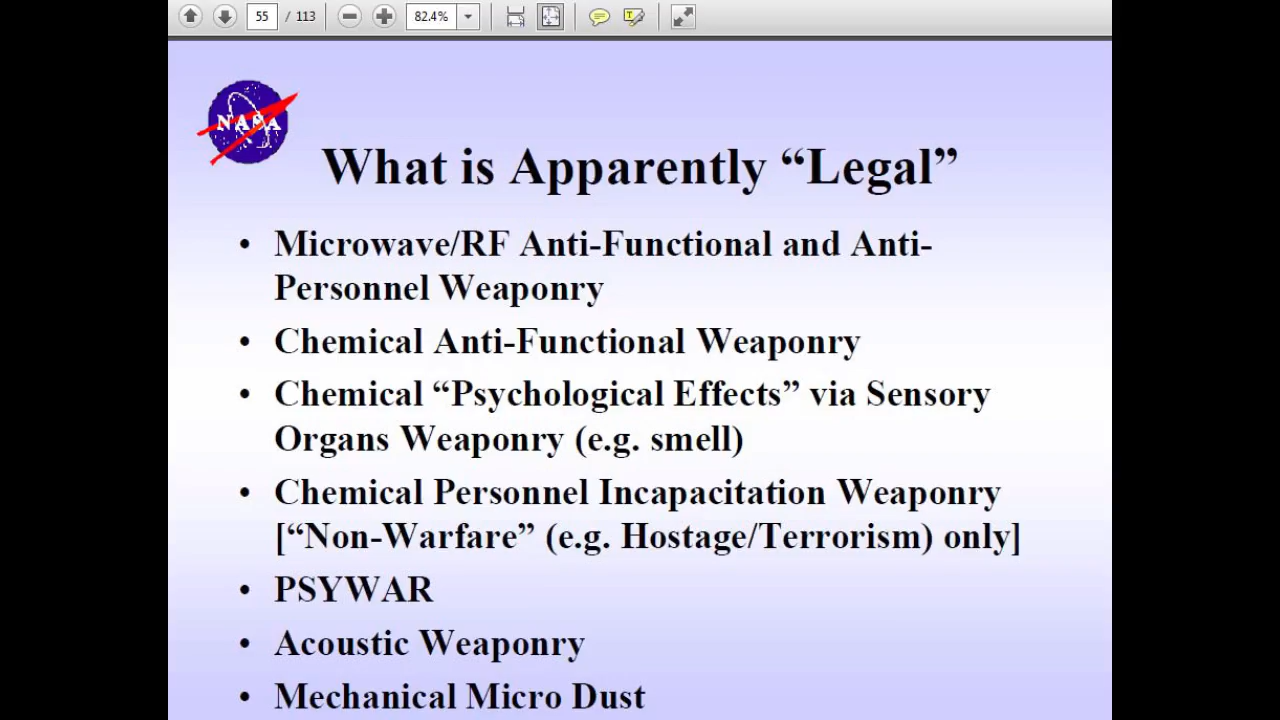 55 / 113 82.4%
NASA
What is Apparently “Legal”
• Microwave/RF Anti-Functional and Anti-
Personnel Weaponry
• Chemical Anti-Functional Weaponry
• Chemical “Psychological Effects” via Sensory
Organs Weaponry (e.g. smell)
• Chemical Personnel Incapacitation Weaponry
[“Non-Warfare” (e.g. Hostage/Terrorism) only]
• PSYWAR
• Acoustic Weaponry
• Mechanical Micro Dust